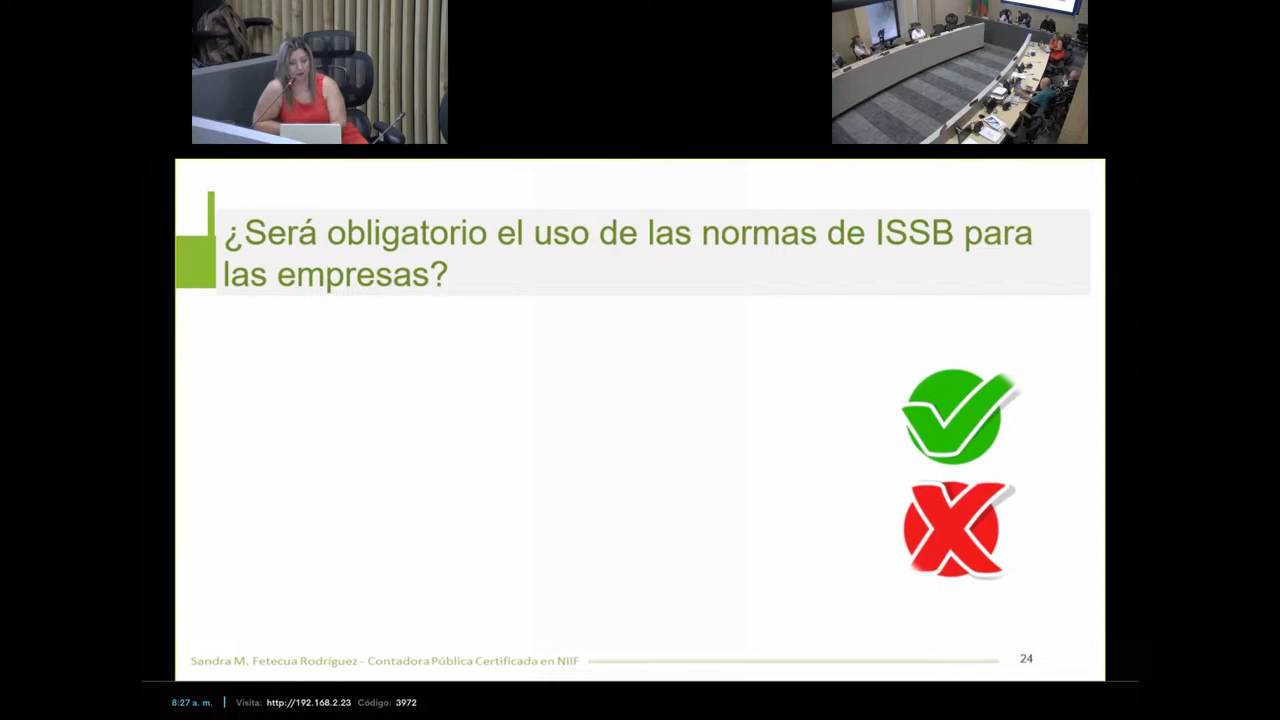 ¿Será obligatorio el uso de las normas de ISSB para
las empresas?
Sandra M. Fetecua Rodríguez - Contadora Pública Certificada en NIIF
24
8:27 a. m. | Visita: http://192.168.2.23 Código: 3972